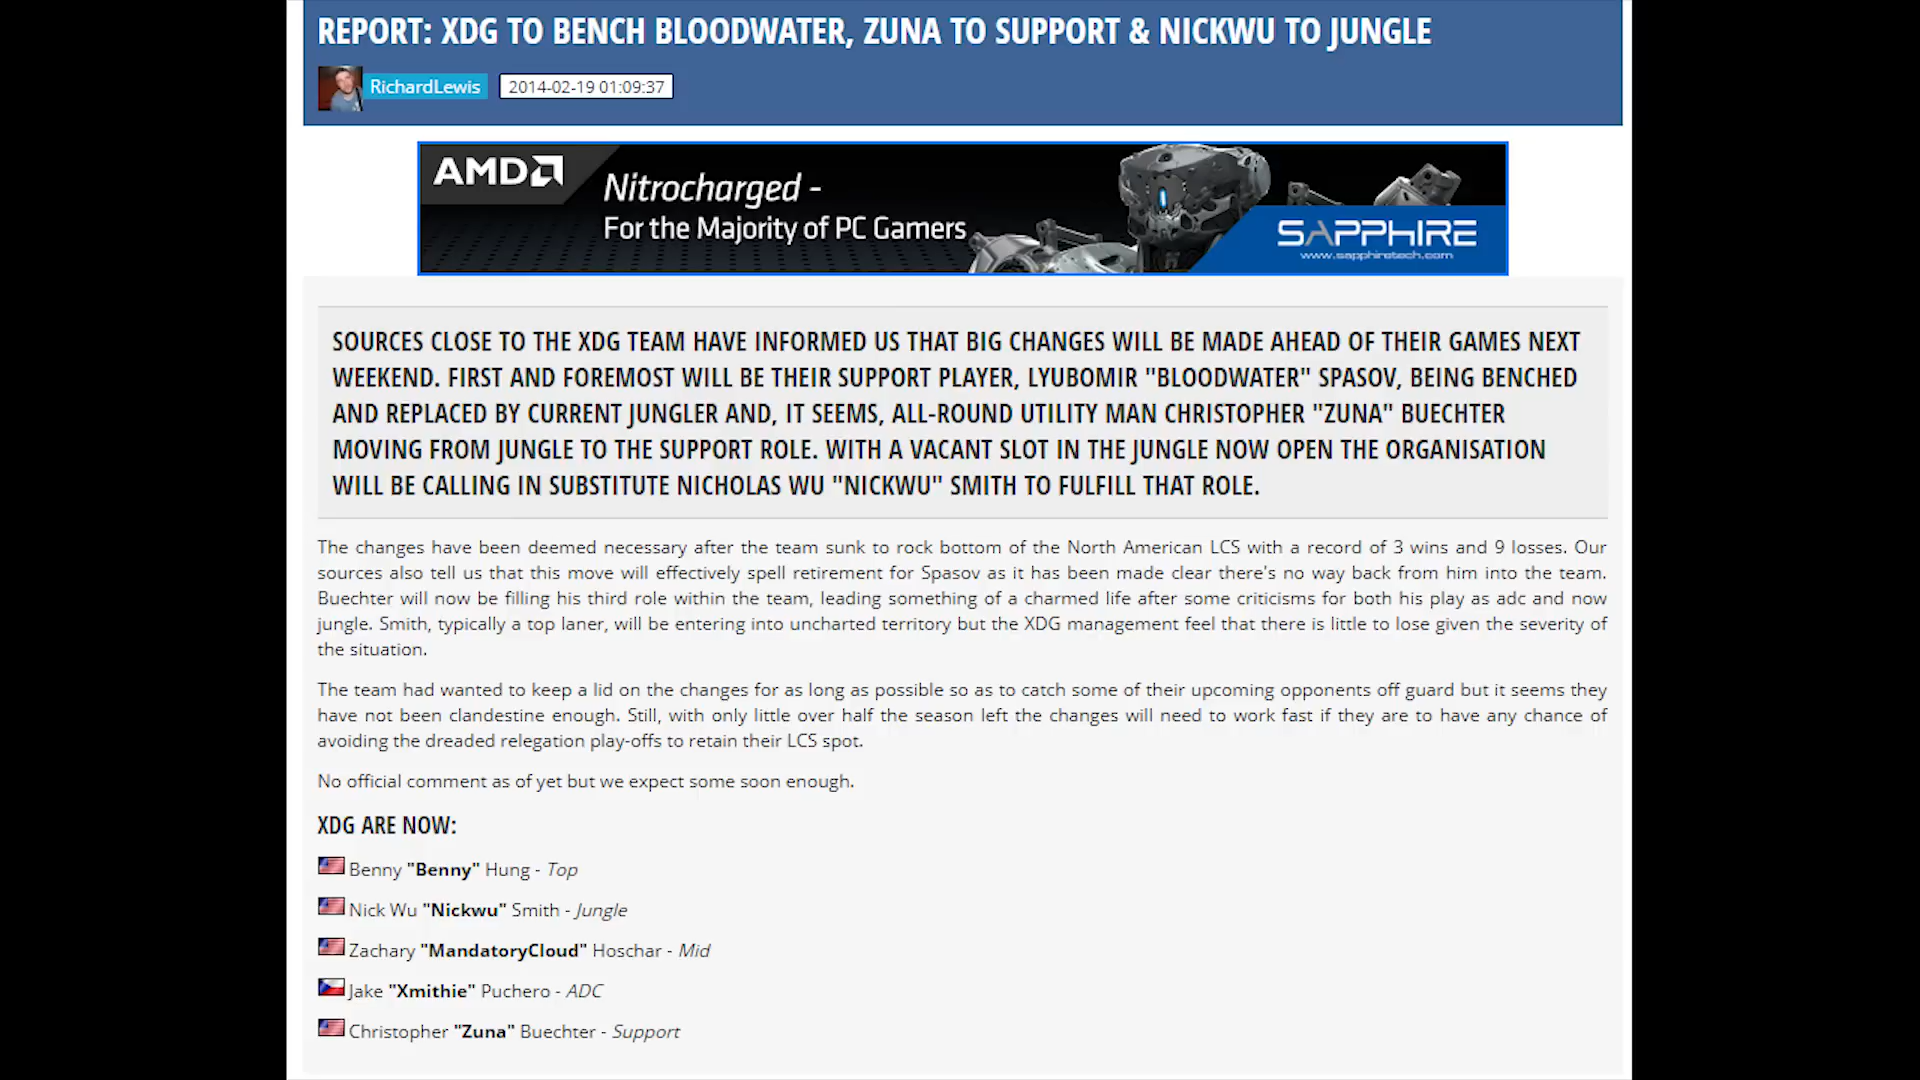 REPORT: XDG TO BENCH BLOODWATER, ZUNA TO SUPPORT & NICKWU TO JUNGLE
RichardLewis 2014-02-19 01:09:37
AMD
Nitrocharged -
For the Majority of PC Gamers
SAPPHIRE
www.sapphiretech.com
SOURCES CLOSE TO THE XDG TEAM HAVE INFORMED US THAT BIG CHANGES WILL BE MADE AHEAD OF THEIR GAMES NEXT
WEEKEND. FIRST AND FOREMOST WILL BE THEIR SUPPORT PLAYER, LYUBOMIR "BLOODWATER" SPASOV, BEING BENCHED
AND REPLACED BY CURRENT JUNGLER AND, IT SEEMS, ALL-ROUND UTILITY MAN CHRISTOPHER "ZUNA" BUECHTER
MOVING FROM JUNGLE TO THE SUPPORT ROLE. WITH A VACANT SLOT IN THE JUNGLE NOW OPEN THE ORGANISATION
WILL BE CALLING IN SUBSTITUTE NICHOLAS WU "NICKWU" SMITH TO FULFILL THAT ROLE.
The changes have been deemed necessary after the team sunk to rock bottom of the North American LCS with a record of 3 wins and 9 losses. Our
sources also tell us that this move will effectively spell retirement for Spasov as it has been made clear there's no way back from him into the team.
Buechter will now be filling his third role within the team, leading something of a charmed life after some criticisms for both his play as adc and now
jungle. Smith, typically a top laner, will be entering into uncharted territory but the XDG management feel that there is little to lose given the severity of
the situation.
The team had wanted to keep a lid on the changes for as long as possible so as to catch some of their upcoming opponents off guard but it seems they
have not been clandestine enough. Still, with only little over half the season left the changes will need to work fast if they are to have any chance of
avoiding the dreaded relegation play-offs to retain their LCS spot.
No official comment as of yet but we expect some soon enough.
XDG ARE NOW:
Benny "Benny" Hung - Top
Nick Wu "Nickwu" Smith - Jungle
Zachary "MandatoryCloud" Hoschar - Mid
Jake "Xmithie" Puchero - ADC
Christopher "Zuna" Buechter - Support